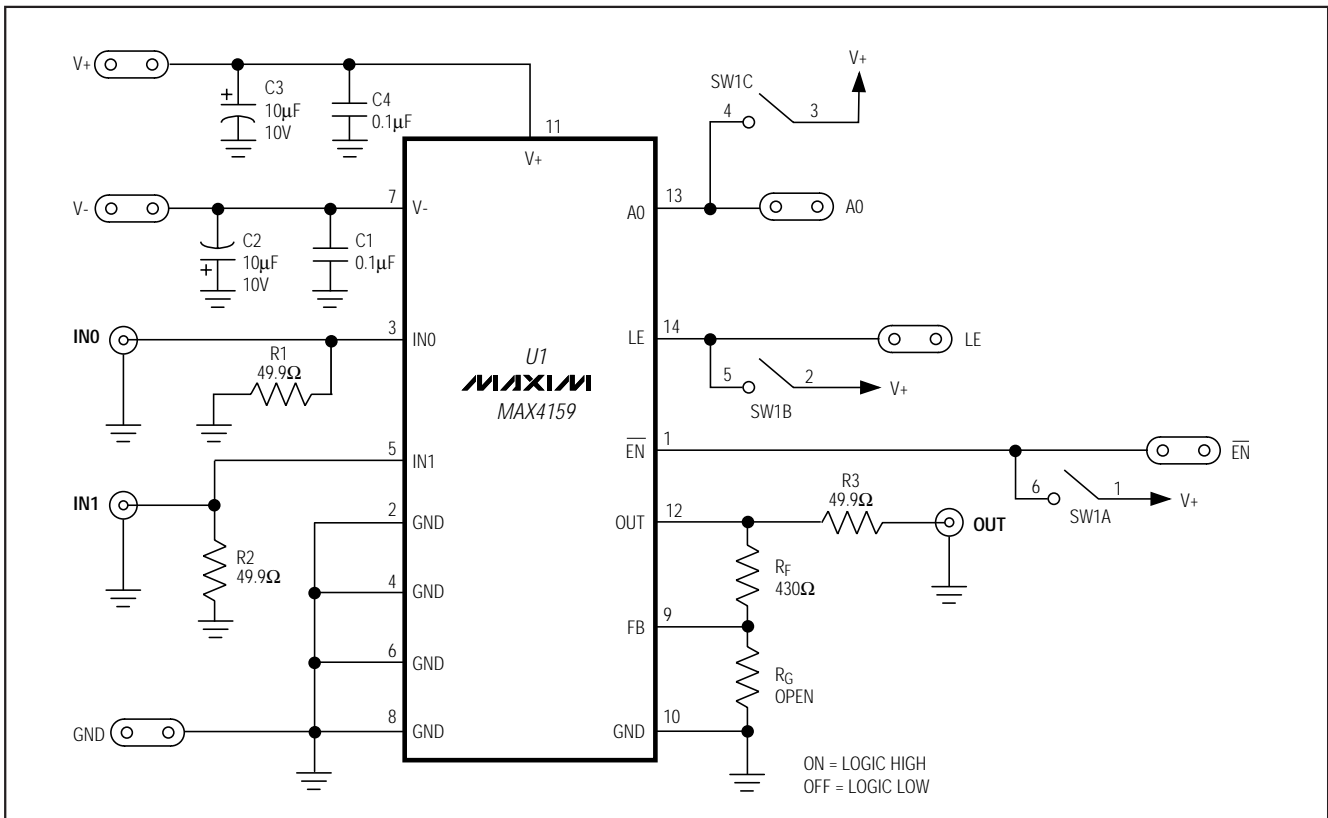 V+
C3
10µF
10V
C4
0.1µF
11
V+
SW1C
4
3
V+
V-
7
V-
C2
10µF
10V
C1
0.1µF
13
A0
A0
IN0
3
IN0
R1
49.9Ω
U1
MAXIM
MAX4159
14
LE
LE
5
2
V+
SW1B
IN1
5
IN1
R2
49.9Ω
1
EN
EN
6
1
V+
SW1A
2
GND
12
OUT
R3
49.9Ω
OUT
4
GND
RF
430Ω
9
FB
6
GND
RG
OPEN
GND
8
GND
10
GND
ON = LOGIC HIGH
OFF = LOGIC LOW